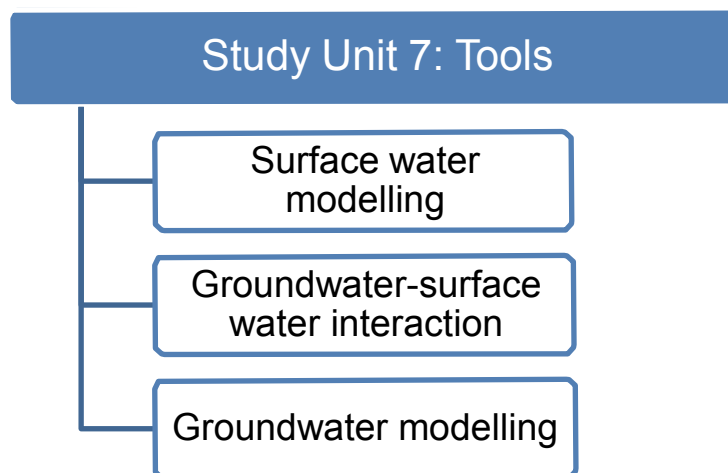 Study Unit 7: Tools
Surface water
modelling
Groundwater-surface
water interaction
Groundwater modelling